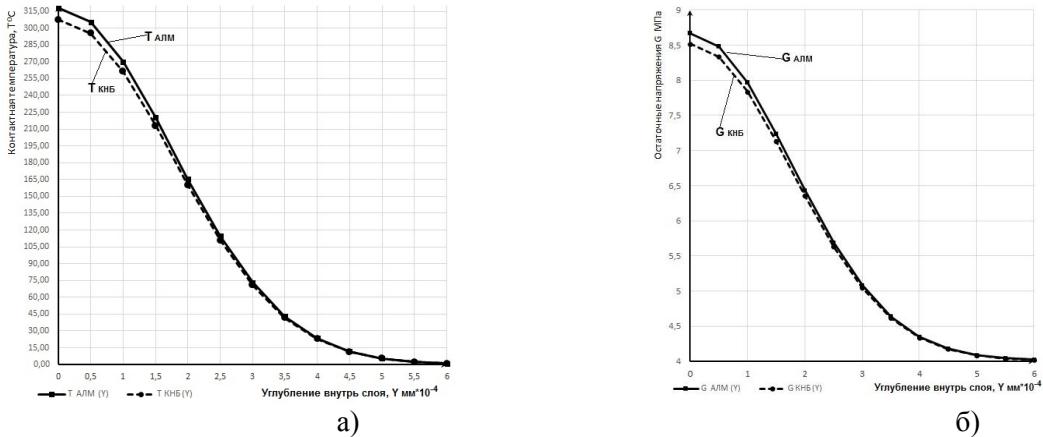 Контактная температура, T°C
315,00
300,00
285,00
270,00
255,00
240,00
225,00
210,00
195,00
180,00
165,00
150,00
135,00
120,00
105,00
90,00
75,00
60,00
45,00
30,00
15,00
0,00
T АЛМ
T КНБ
0 0,5 1 1,5 2 2,5 3 3,5 4 4,5 5 5,5 6
T АЛМ (Y) T КНБ(Y) Углубление внутрь слоя, Y мм*10-4
а)
Остаточные напряжения G МПа
9
8,5
8
7,5
7
6,5
6
5,5
5
4,5
4
G АЛМ
G КНБ
0 1 2 3 4 5 6
G АЛМ (Y) G КНБ(Y) Углубление внутрь слоя, Y мм*10-4
б)